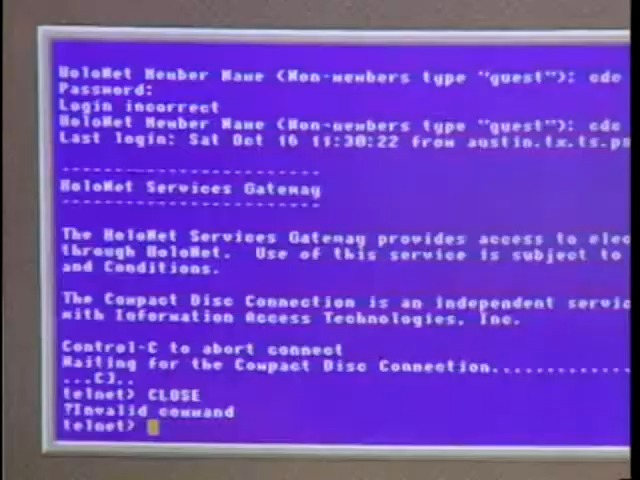 HoloNet Member Name (Non-members type "guest"): cdc
Password:
Login incorrect
HoloNet Member Name (Non-members type "guest"): cdc
Last login: Sat Oct 16 11:30:22 from austin.tx.ts.ps
------------------------
HoloNet Services Gateway
------------------------
The HoloNet Services Gateway provides access to elec
through HoloNet. Use of this service is subject to
and Conditions.
The Compact Disc Connection is an independent servic
with Information Access Technologies, Inc.
Control-C to abort connect
Waiting for the Compact Disc Connection.............
...C]..
telnet> CLOSE
?Invalid command
telnet>